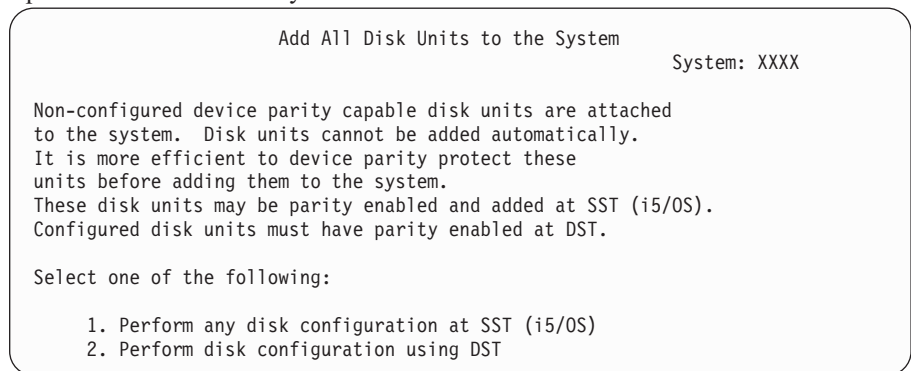 Add All Disk Units to the System
System: XXXX
Non-configured device parity capable disk units are attached
to the system. Disk units cannot be added automatically.
It is more efficient to device parity protect these
units before adding them to the system.
These disk units may be parity enabled and added at SST (i5/OS).
Configured disk units must have parity enabled at DST.
Select one of the following:
1. Perform any disk configuration at SST (i5/OS)
2. Perform disk configuration using DST